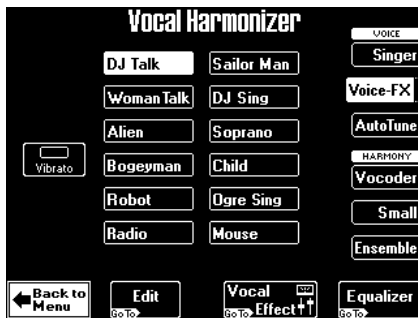 Vocal Harmonizer
VOICE
DJ Talk
Sailor Man
Singer
WomanTalk
DJ Sing
Voice-FX
Alien
Soprano
AutoTune
Vibrato
Bogeyman
Child
HARMONY
Vocoder
Robot
Ogre Sing
Small
Radio
Mouse
Ensemble
Back to
Menu
Edit
Go To
Vocal
Effect
Go To
Equalizer
Go To